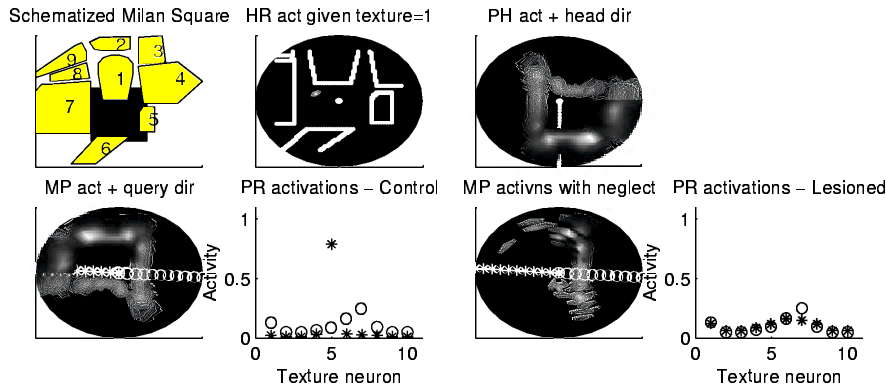 Schematized Milan Square
HR act given texture=1
PH act + head dir
2
3
9
8
1
4
7
5
6
MP act + query dir
PR activations – Control
MP activns with neglect
PR activations – Lesioned
1
0.5
0
Activity
0
5
10
Texture neuron
1
0.5
0
Activity
0
5
10
Texture neuron